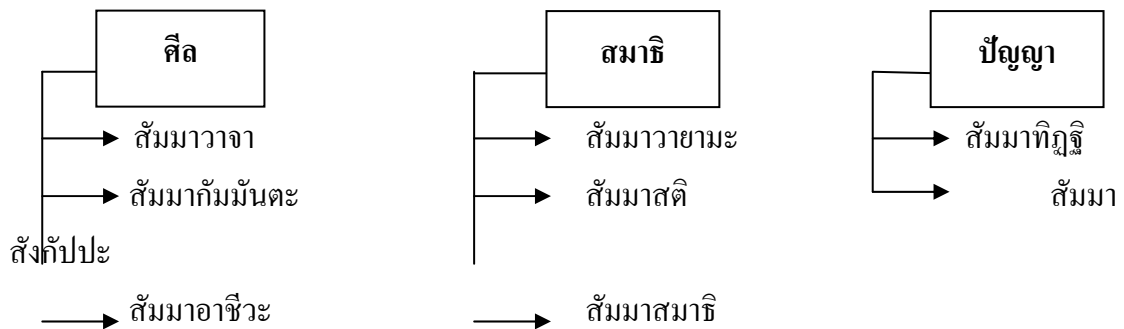 ศีล สมาธิ ปัญญา
สัมมาวาจา สัมมาวายามะ สัมมาทิฏฐิ
สัมมากัมมันตะ สัมมาสติ สัมมา
สังกัปปะ
สัมมาอาชีวะ สัมมาสมาธิ